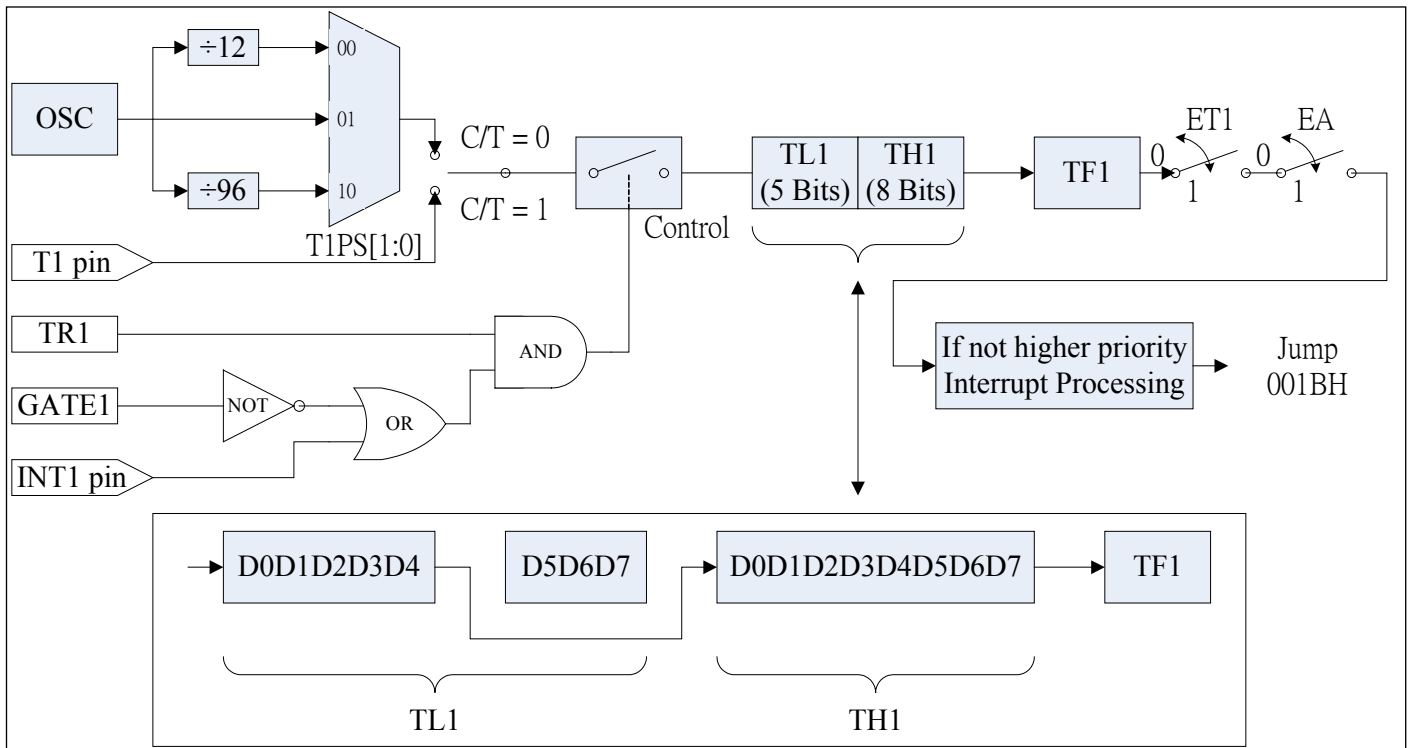 ÷12
00
OSC
01
÷96
10
T1PS[1:0]
C/T = 0
C/T = 1
Control
TL1
(5 Bits)
TH1
(8 Bits)
TF1
ET1
0
1
EA
0
1
T1 pin
TR1
GATE1
INT1 pin
NOT
OR
AND
If not higher priority
Interrupt Processing
Jump
001BH
D0D1D2D3D4
D5D6D7
D0D1D2D3D4D5D6D7
TF1
TL1
TH1